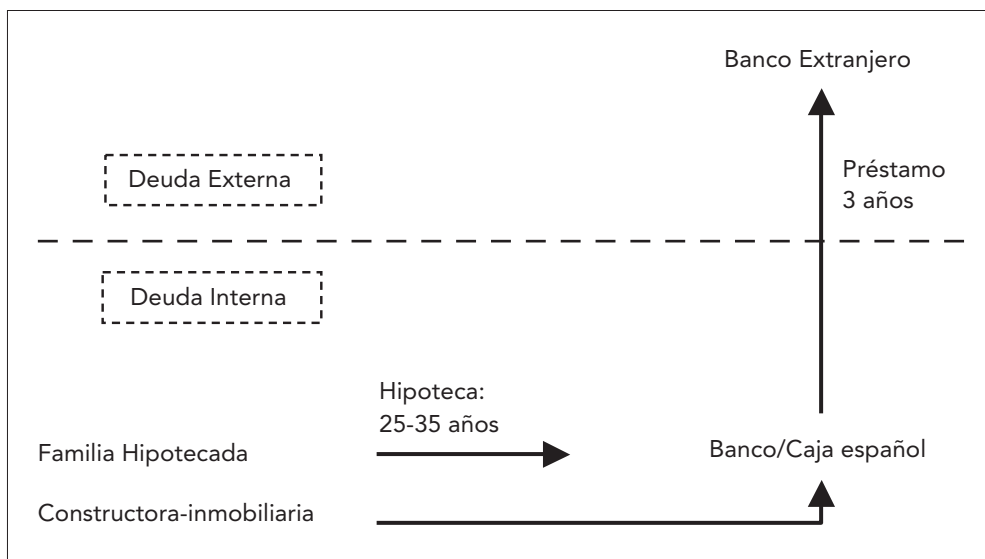 Banco Extranjero
Deuda Externa
Préstamo
3 años
Deuda Interna
Hipoteca:
25-35 años
Familia Hipotecada
Banco/Caja español
Constructora-inmobiliaria